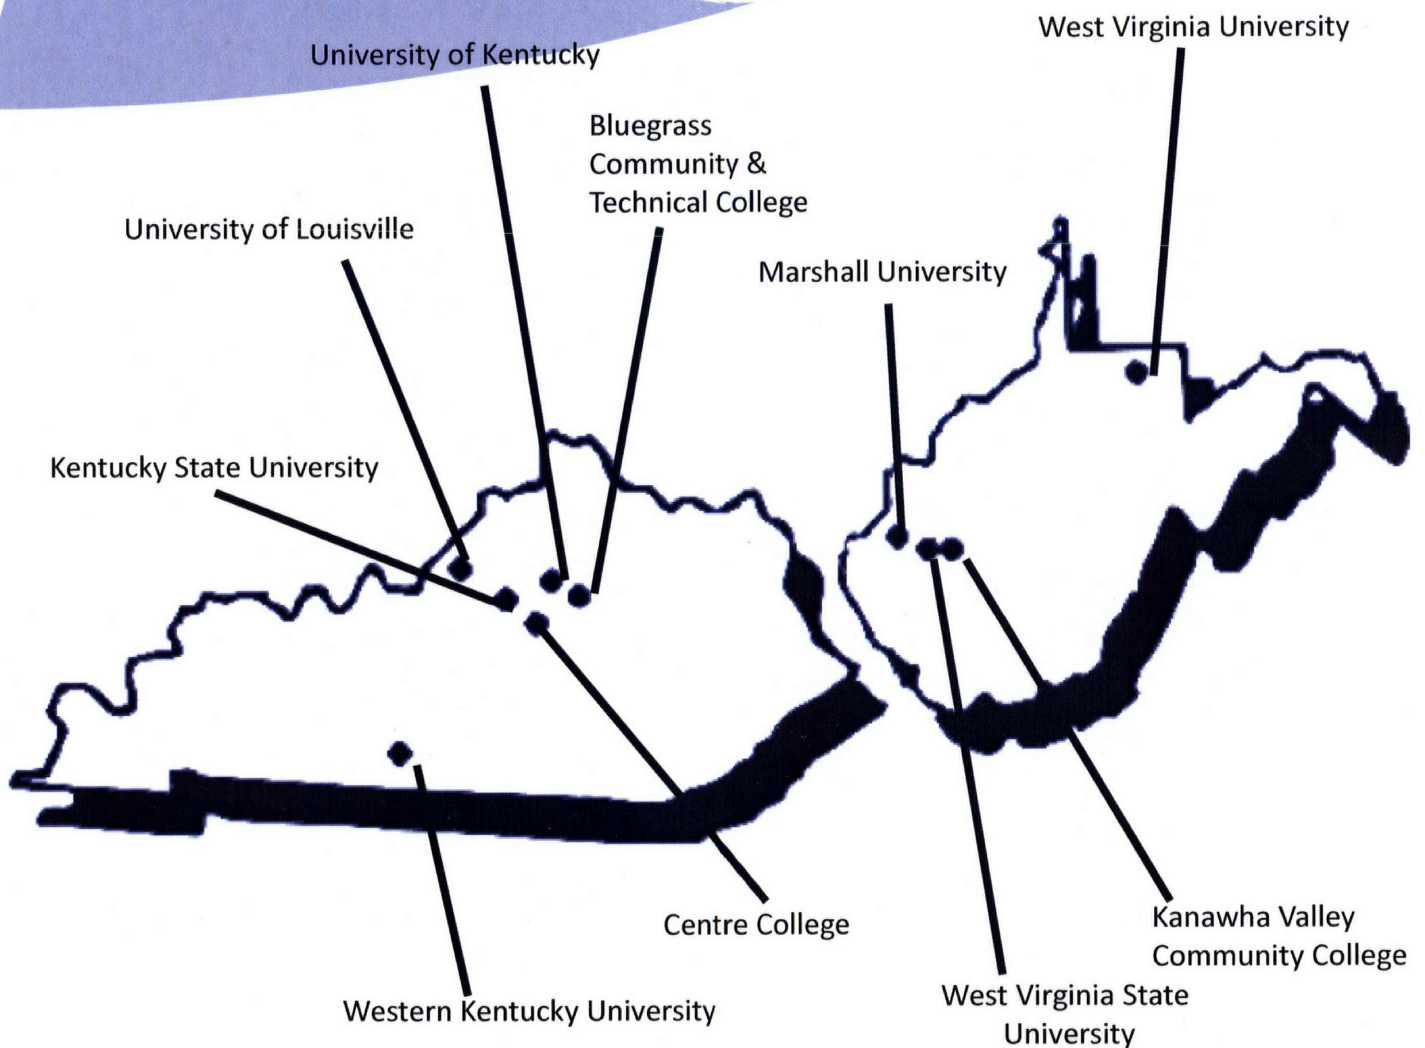 West Virginia University
University of Kentucky
Bluegrass
Community &
Technical College
University of Louisville
Marshall University
Kentucky State University
Centre College
Kanawha Valley
Community College
West Virginia State
University
Western Kentucky University